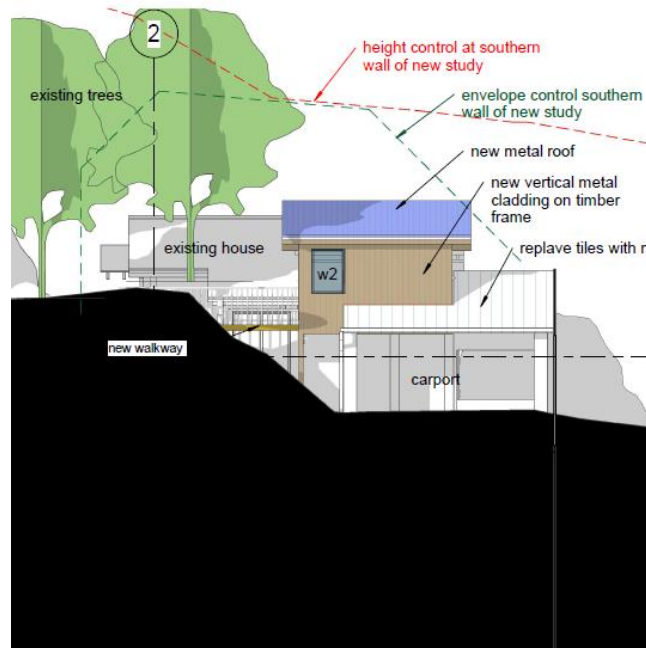 2
height control at southern
wall of new study
existing trees
envelope control southern
wall of new study
new metal roof
new vertical metal
cladding on timber
frame
existing house
replave tiles with
w2
new walkway
carport